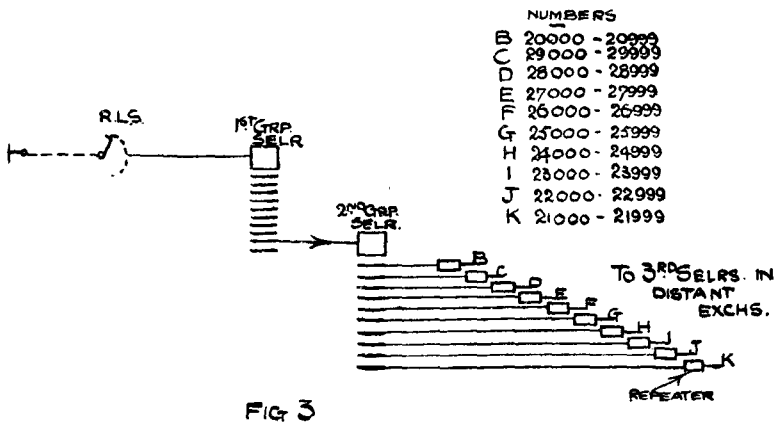 NUMBERS
B 20000 - 20999
C 29000 - 29999
D 28000 - 28999
E 27000 - 27999
F 26000 - 26999
G 25000 - 25999
H 24000 - 24999
I 23000 - 23999
J 22000 - 22999
K 21000 - 21999
R.L.S.
1ST GRP.
SELR
2ND GRP.
SELR.
B
C
D
E
F
G
H
I
J
K
TO 3RD SELRS. IN
DISTANT
EXCHS.
REPEATER
FIG 3